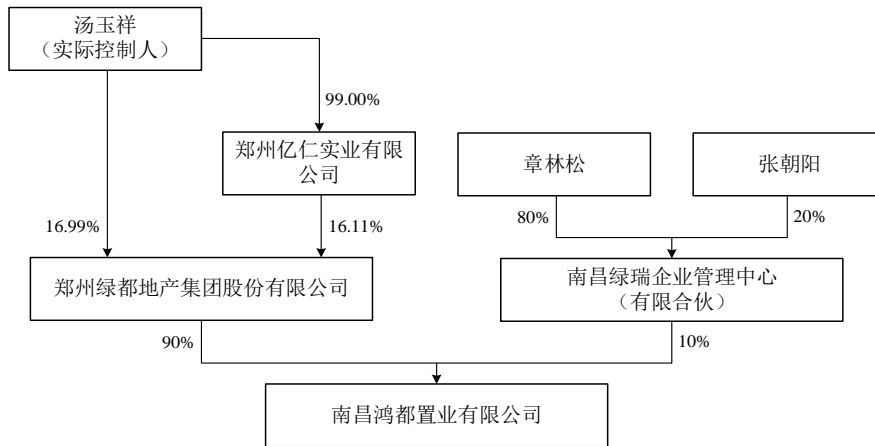 汤玉祥
（实际控制人）
99.00%
郑州亿仁实业有限
公司
章林松
张朝阳
16.99%
16.11%
80%
20%
郑州绿都地产集团股份有限公司
南昌绿瑞企业管理中心
（有限合伙）
90%
10%
南昌鸿都置业有限公司